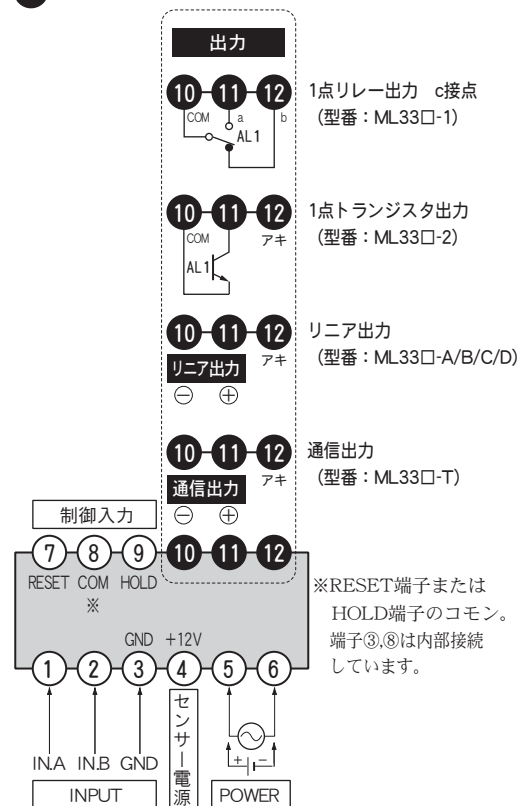 出力
10 11 12
COM a b
AL1
1点リレー出力 c接点
(型番：ML33□-1)
10 11 12
COM アキ
AL1
1点トランジスタ出力
(型番：ML33□-2)
10 11 12
リニア出力 アキ
⊖ ⊕
リニア出力
(型番：ML33□-A/B/C/D)
10 11 12
通信出力 アキ
⊖ ⊕
通信出力
(型番：ML33□-T)
制御入力
7 8 9 10 11 12
RESET COM HOLD
※
GND +12V
1 2 3 4 5 6
※RESET端子または
HOLD端子のコモン。
端子③,⑧は内部接続
しています。
+ −
IN.A IN.B GND
INPUT
センサー電源
POWER